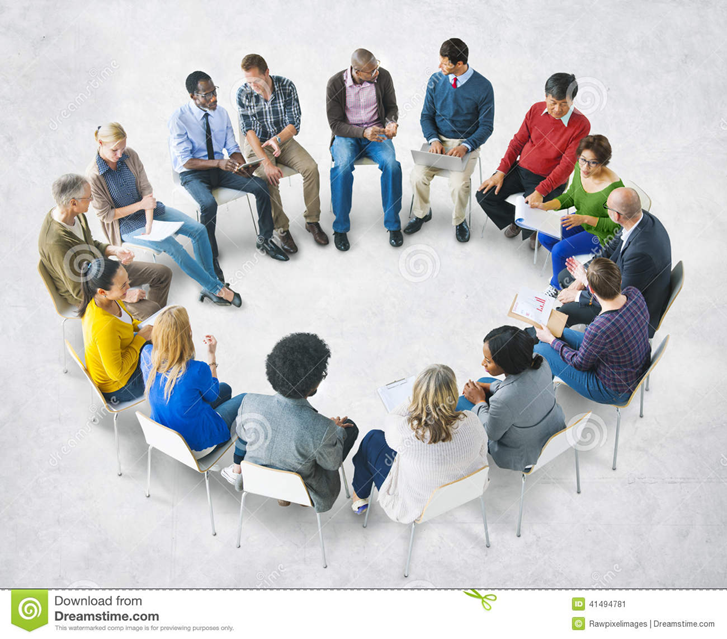 Download from
Dreamstime.com
This watermarked comp image is for previewing purposes only.
ID 41494781
© Rawpixelimages | Dreamstime.com